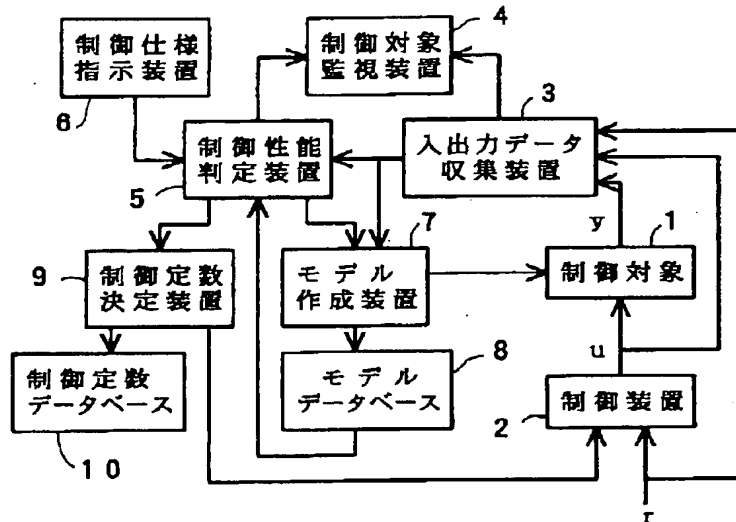 制御仕様
指示装置
6
制御対象
監視装置
4
3
入出力データ
収集装置
制御性能
判定装置
5
y
1
制御対象
7
モデル
作成装置
9
制御定数
決定装置
u
8
モデル
データベース
制御定数
データベース
10
制御装置
2
r